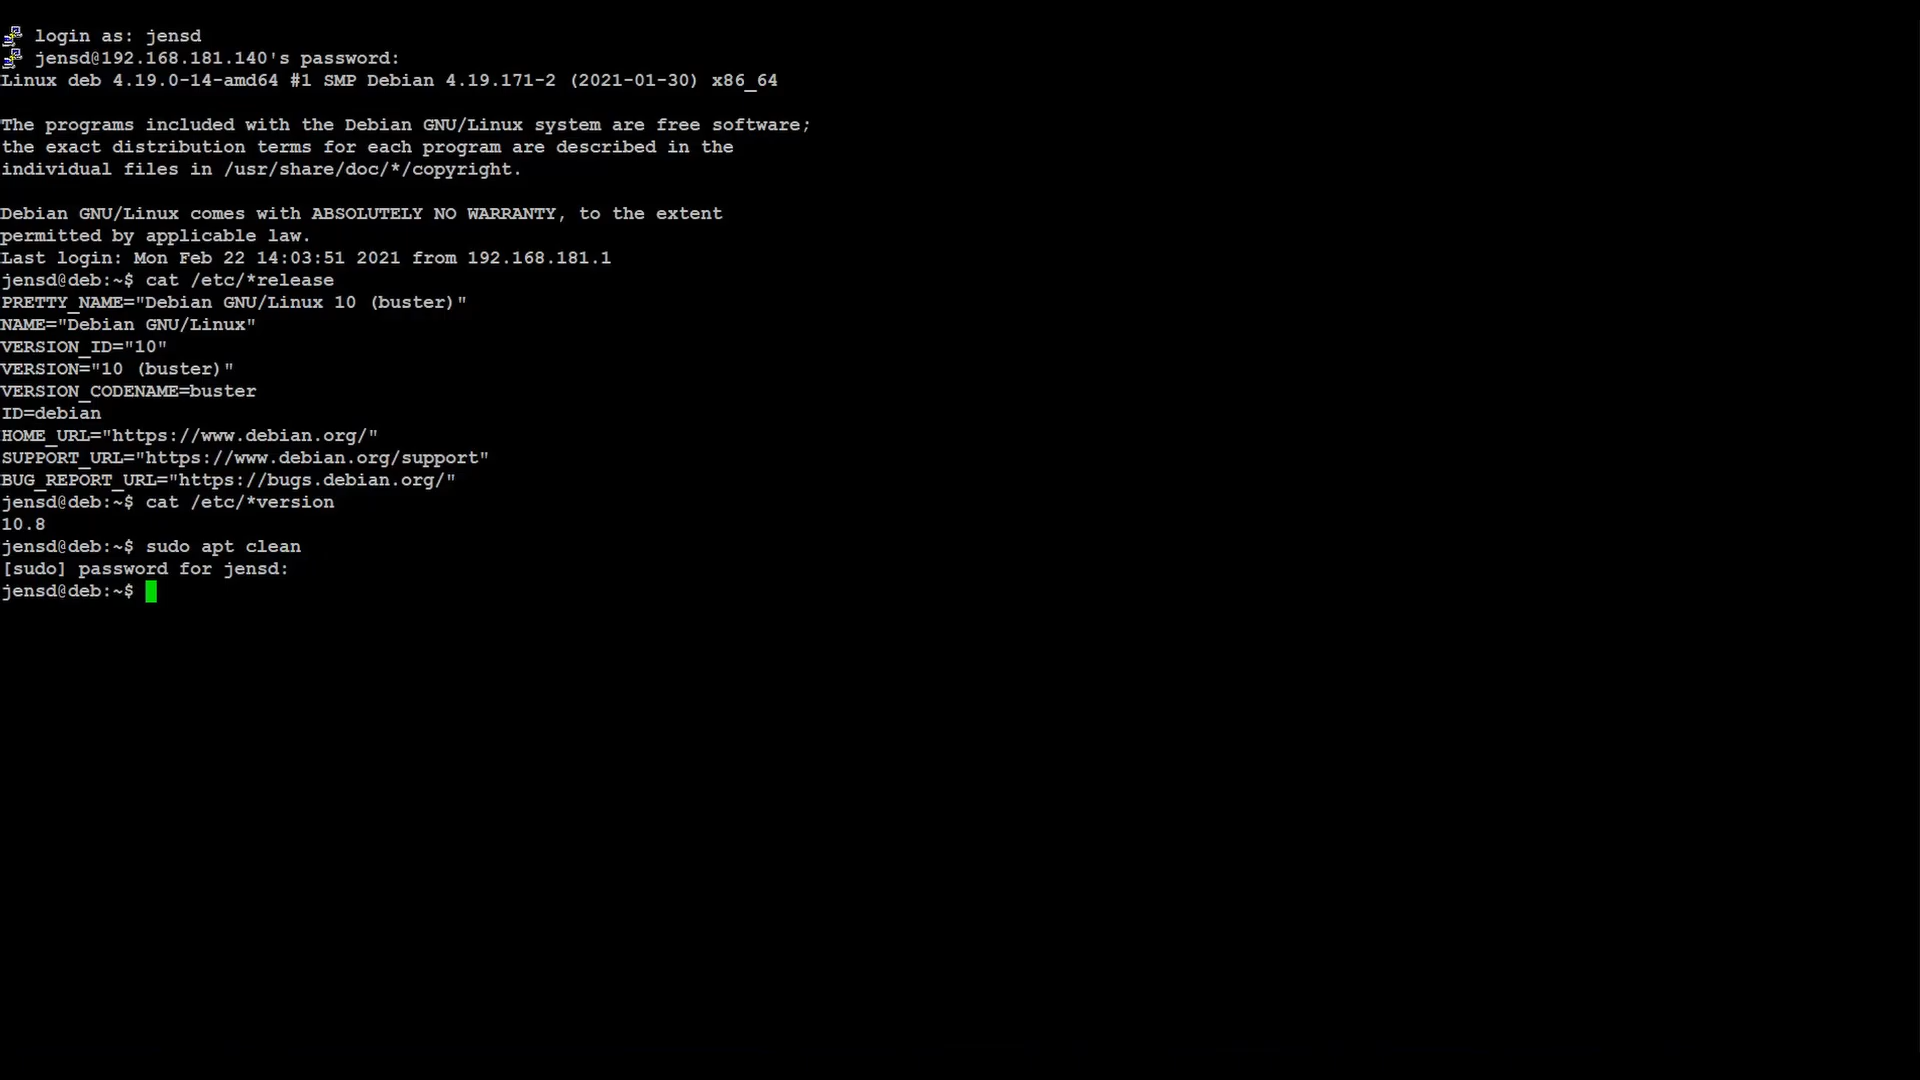 login as: jensd
jensd@192.168.181.140's password:
Linux deb 4.19.0-14-amd64 #1 SMP Debian 4.19.171-2 (2021-01-30) x86_64
The programs included with the Debian GNU/Linux system are free software;
the exact distribution terms for each program are described in the
individual files in /usr/share/doc/*/copyright.
Debian GNU/Linux comes with ABSOLUTELY NO WARRANTY, to the extent
permitted by applicable law.
Last login: Mon Feb 22 14:03:51 2021 from 192.168.181.1
jensd@deb:~$ cat /etc/*release
PRETTY_NAME="Debian GNU/Linux 10 (buster)"
NAME="Debian GNU/Linux"
VERSION_ID="10"
VERSION="10 (buster)"
VERSION_CODENAME=buster
ID=debian
HOME_URL="https://www.debian.org/"
SUPPORT_URL="https://www.debian.org/support"
BUG_REPORT_URL="https://bugs.debian.org/"
jensd@deb:~$ cat /etc/*version
10.8
jensd@deb:~$ sudo apt clean
[sudo] password for jensd:
jensd@deb:~$